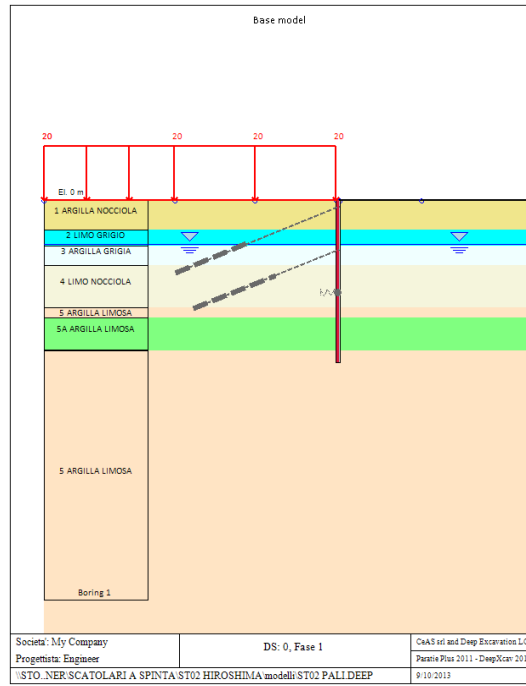 Base model
20 20 20 20
El. 0 m
1 ARGILLA NOCCIOLA
2 LIMO GRIGIO
3 ARGILLA GRIGIA
4 LIMO NOCCIOLA
5 ARGILLA LIMOSA
5A ARGILLA LIMOSA
5 ARGILLA LIMOSA
Boring 1
Societa': My Company
Progettista: Engineer
DS: 0, Fase 1
CeAS srl and Deep Excavation LC
Paratie Plus 2011 - DeepXcav 201
\\STO..NER\SCATOLARI A SPINTA\ST02 HIROSHIMA\modelli\ST02 PALI.DEEP
9/10/2013